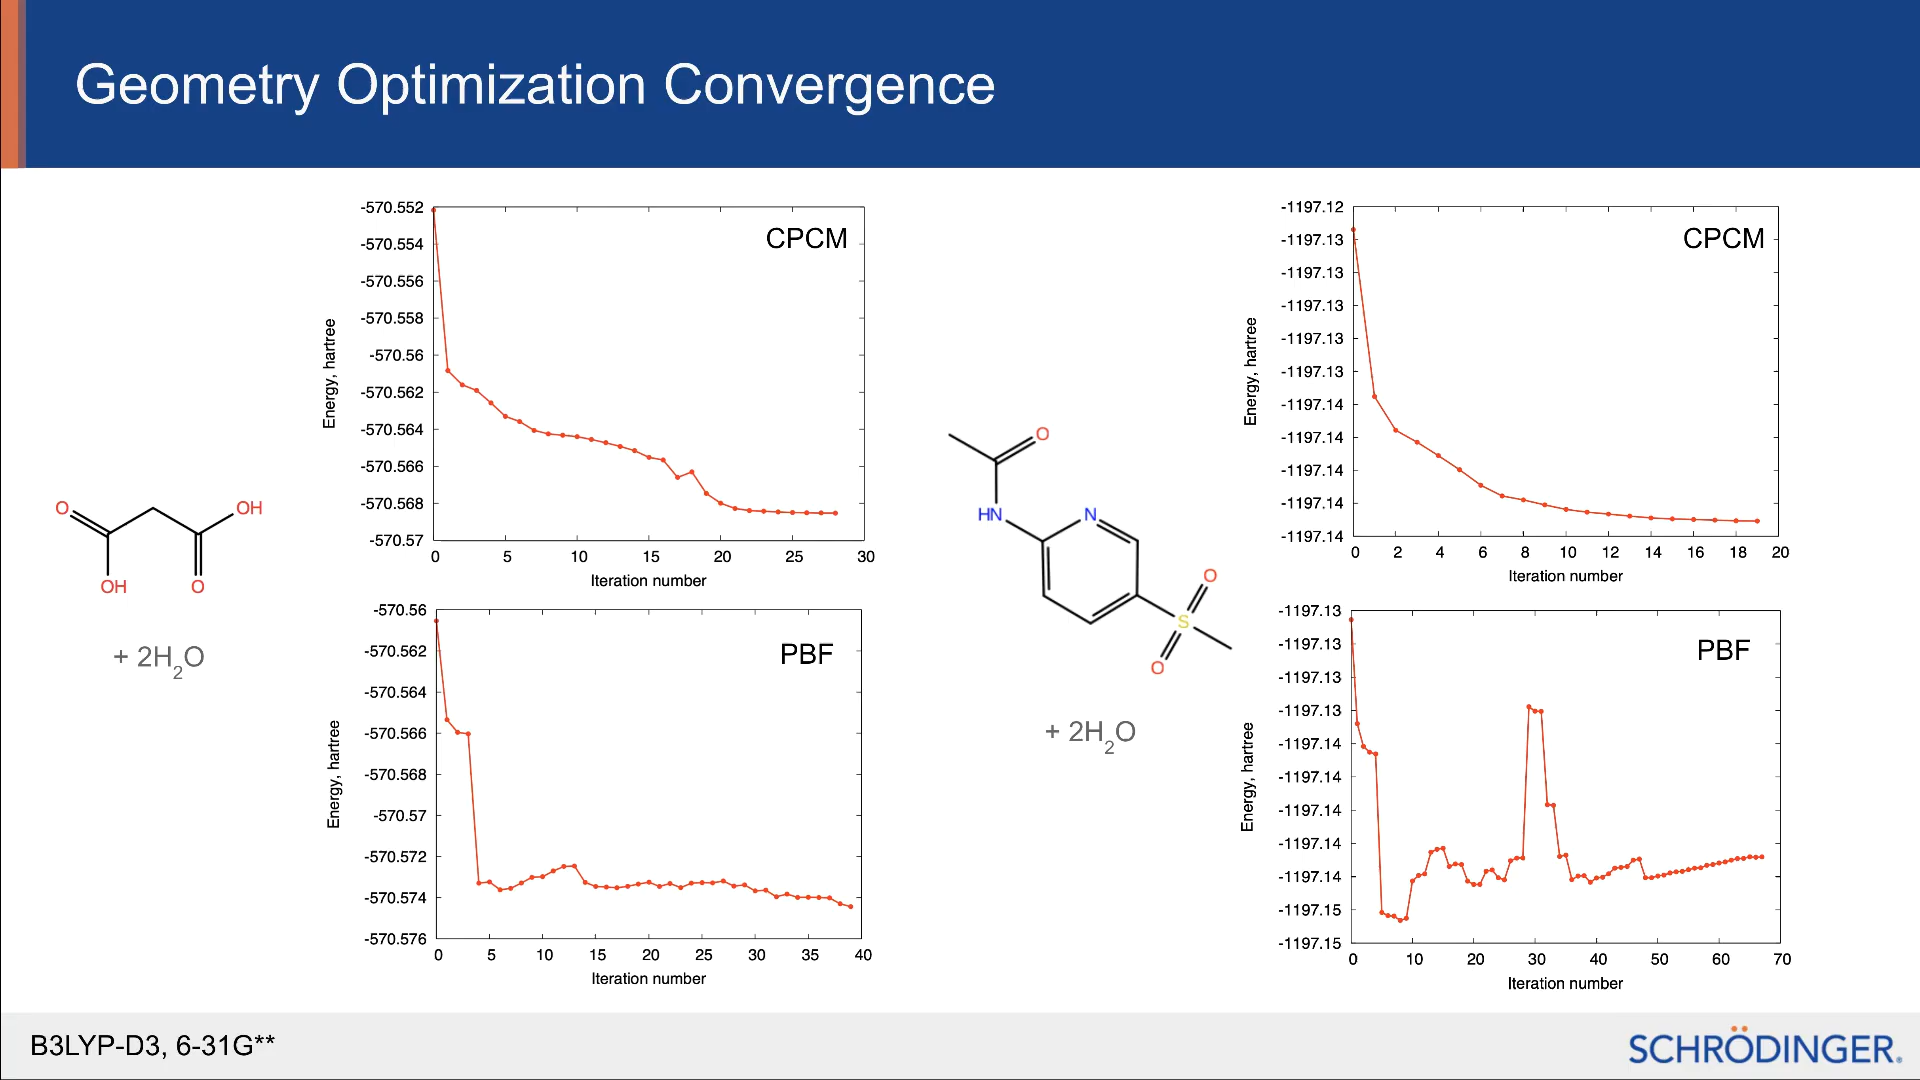 Geometry Optimization Convergence
CPCM
-570.552
-570.554
-570.556
-570.558
-570.56
-570.562
-570.564
-570.566
-570.568
-570.57
Energy, hartree
0 5 10 15 20 25 30
Iteration number
O
OH
OH
O
+ 2H2O
PBF
-570.56
-570.562
-570.564
-570.566
-570.568
-570.57
-570.572
-570.574
-570.576
Energy, hartree
0 5 10 15 20 25 30 35 40
Iteration number
O
HN
N
O
S
O
+ 2H2O
CPCM
-1197.12
-1197.13
-1197.13
-1197.13
-1197.13
-1197.13
-1197.14
-1197.14
-1197.14
-1197.14
-1197.14
Energy, hartree
0 2 4 6 8 10 12 14 16 18 20
Iteration number
PBF
-1197.13
-1197.13
-1197.13
-1197.13
-1197.14
-1197.14
-1197.14
-1197.14
-1197.14
-1197.15
-1197.15
Energy, hartree
0 10 20 30 40 50 60 70
Iteration number
B3LYP-D3, 6-31G**
SCHRÖDINGER.